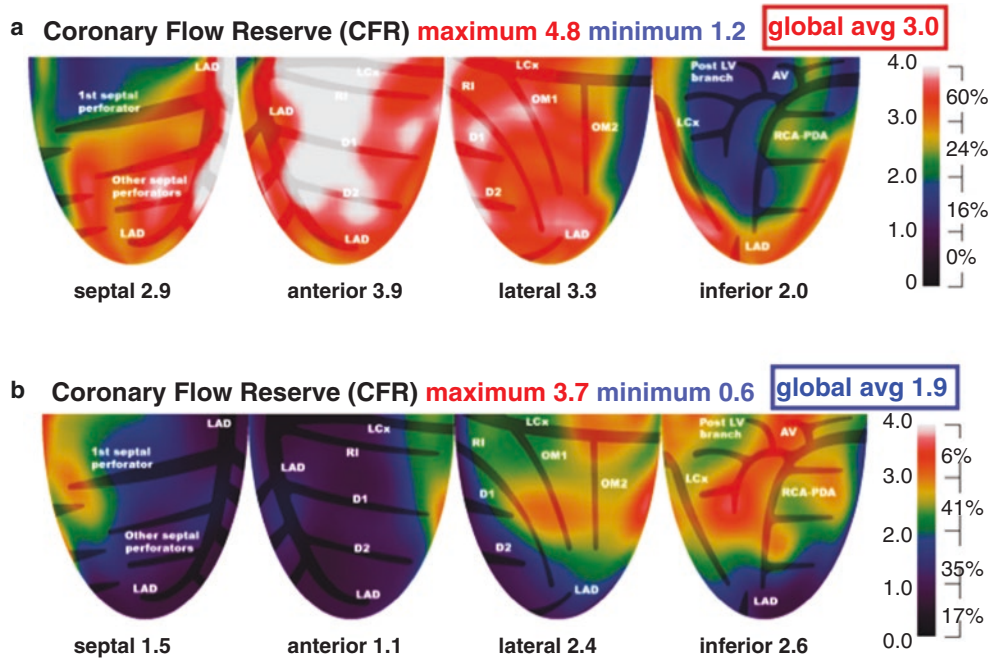 a Coronary Flow Reserve (CFR) maximum 4.8 minimum 1.2 global avg 3.0
LAD
1st septal
perforator
Other septal
perforators
LAD
LCx
RI
LAD
D1
D2
LAD
LCx
RI
OM1
D1
OM2
D2
LAD
Post LV
branch
AV
LCx
RCA-PDA
LAD
4.0
60%
3.0
24%
2.0
16%
1.0
0%
0
septal 2.9 anterior 3.9 lateral 3.3 inferior 2.0
b Coronary Flow Reserve (CFR) maximum 3.7 minimum 0.6 global avg 1.9
LAD
1st septal
perforator
Other septal
perforators
LAD
LCx
RI
LAD
D1
D2
LAD
LCx
RI
OM1
D1
OM2
D2
LAD
Post LV
branch
AV
LCx
RCA-PDA
LAD
4.0
6%
3.0
41%
2.0
35%
1.0
17%
0.0
septal 1.5 anterior 1.1 lateral 2.4 inferior 2.6